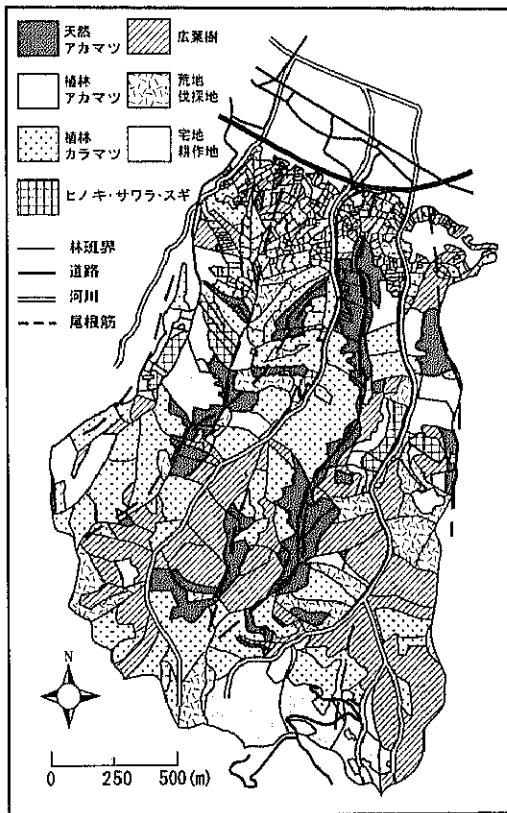 天然
アカマツ
広葉樹
植林
アカマツ
荒地
伐採地
植林
カラマツ
宅地
耕作地
ヒノキ・サワラ・スギ
林班界
道路
河川
尾根筋
N
0 250 500(m)